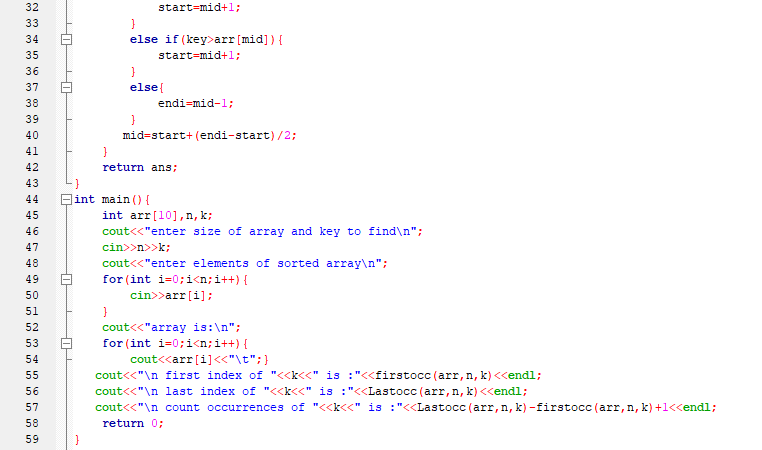 32 start=mid+1;
33 }
34 else if(key>arr[mid]){
35 start=mid+1;
36 }
37 else{
38 endi=mid-1;
39 }
40 mid=start+(endi-start)/2;
41 }
42 return ans;
43 }
44 int main(){
45 int arr[10],n,k;
46 cout<<"enter size of array and key to find\n";
47 cin>>n>>k;
48 cout<<"enter elements of sorted array\n";
49 for(int i=0;i<n;i++){
50 cin>>arr[i];
51 }
52 cout<<"array is:\n";
53 for(int i=0;i<n;i++){
54 cout<<arr[i]<<"\t";}
55 cout<<"\n first index of "<<k<<" is :"<<firstocc(arr,n,k)<<endl;
56 cout<<"\n last index of "<<k<<" is :"<<Lastocc(arr,n,k)<<endl;
57 cout<<"\n count occurrences of "<<k<<" is :"<<Lastocc(arr,n,k)-firstocc(arr,n,k)+1<<endl;
58 return 0;
59 }